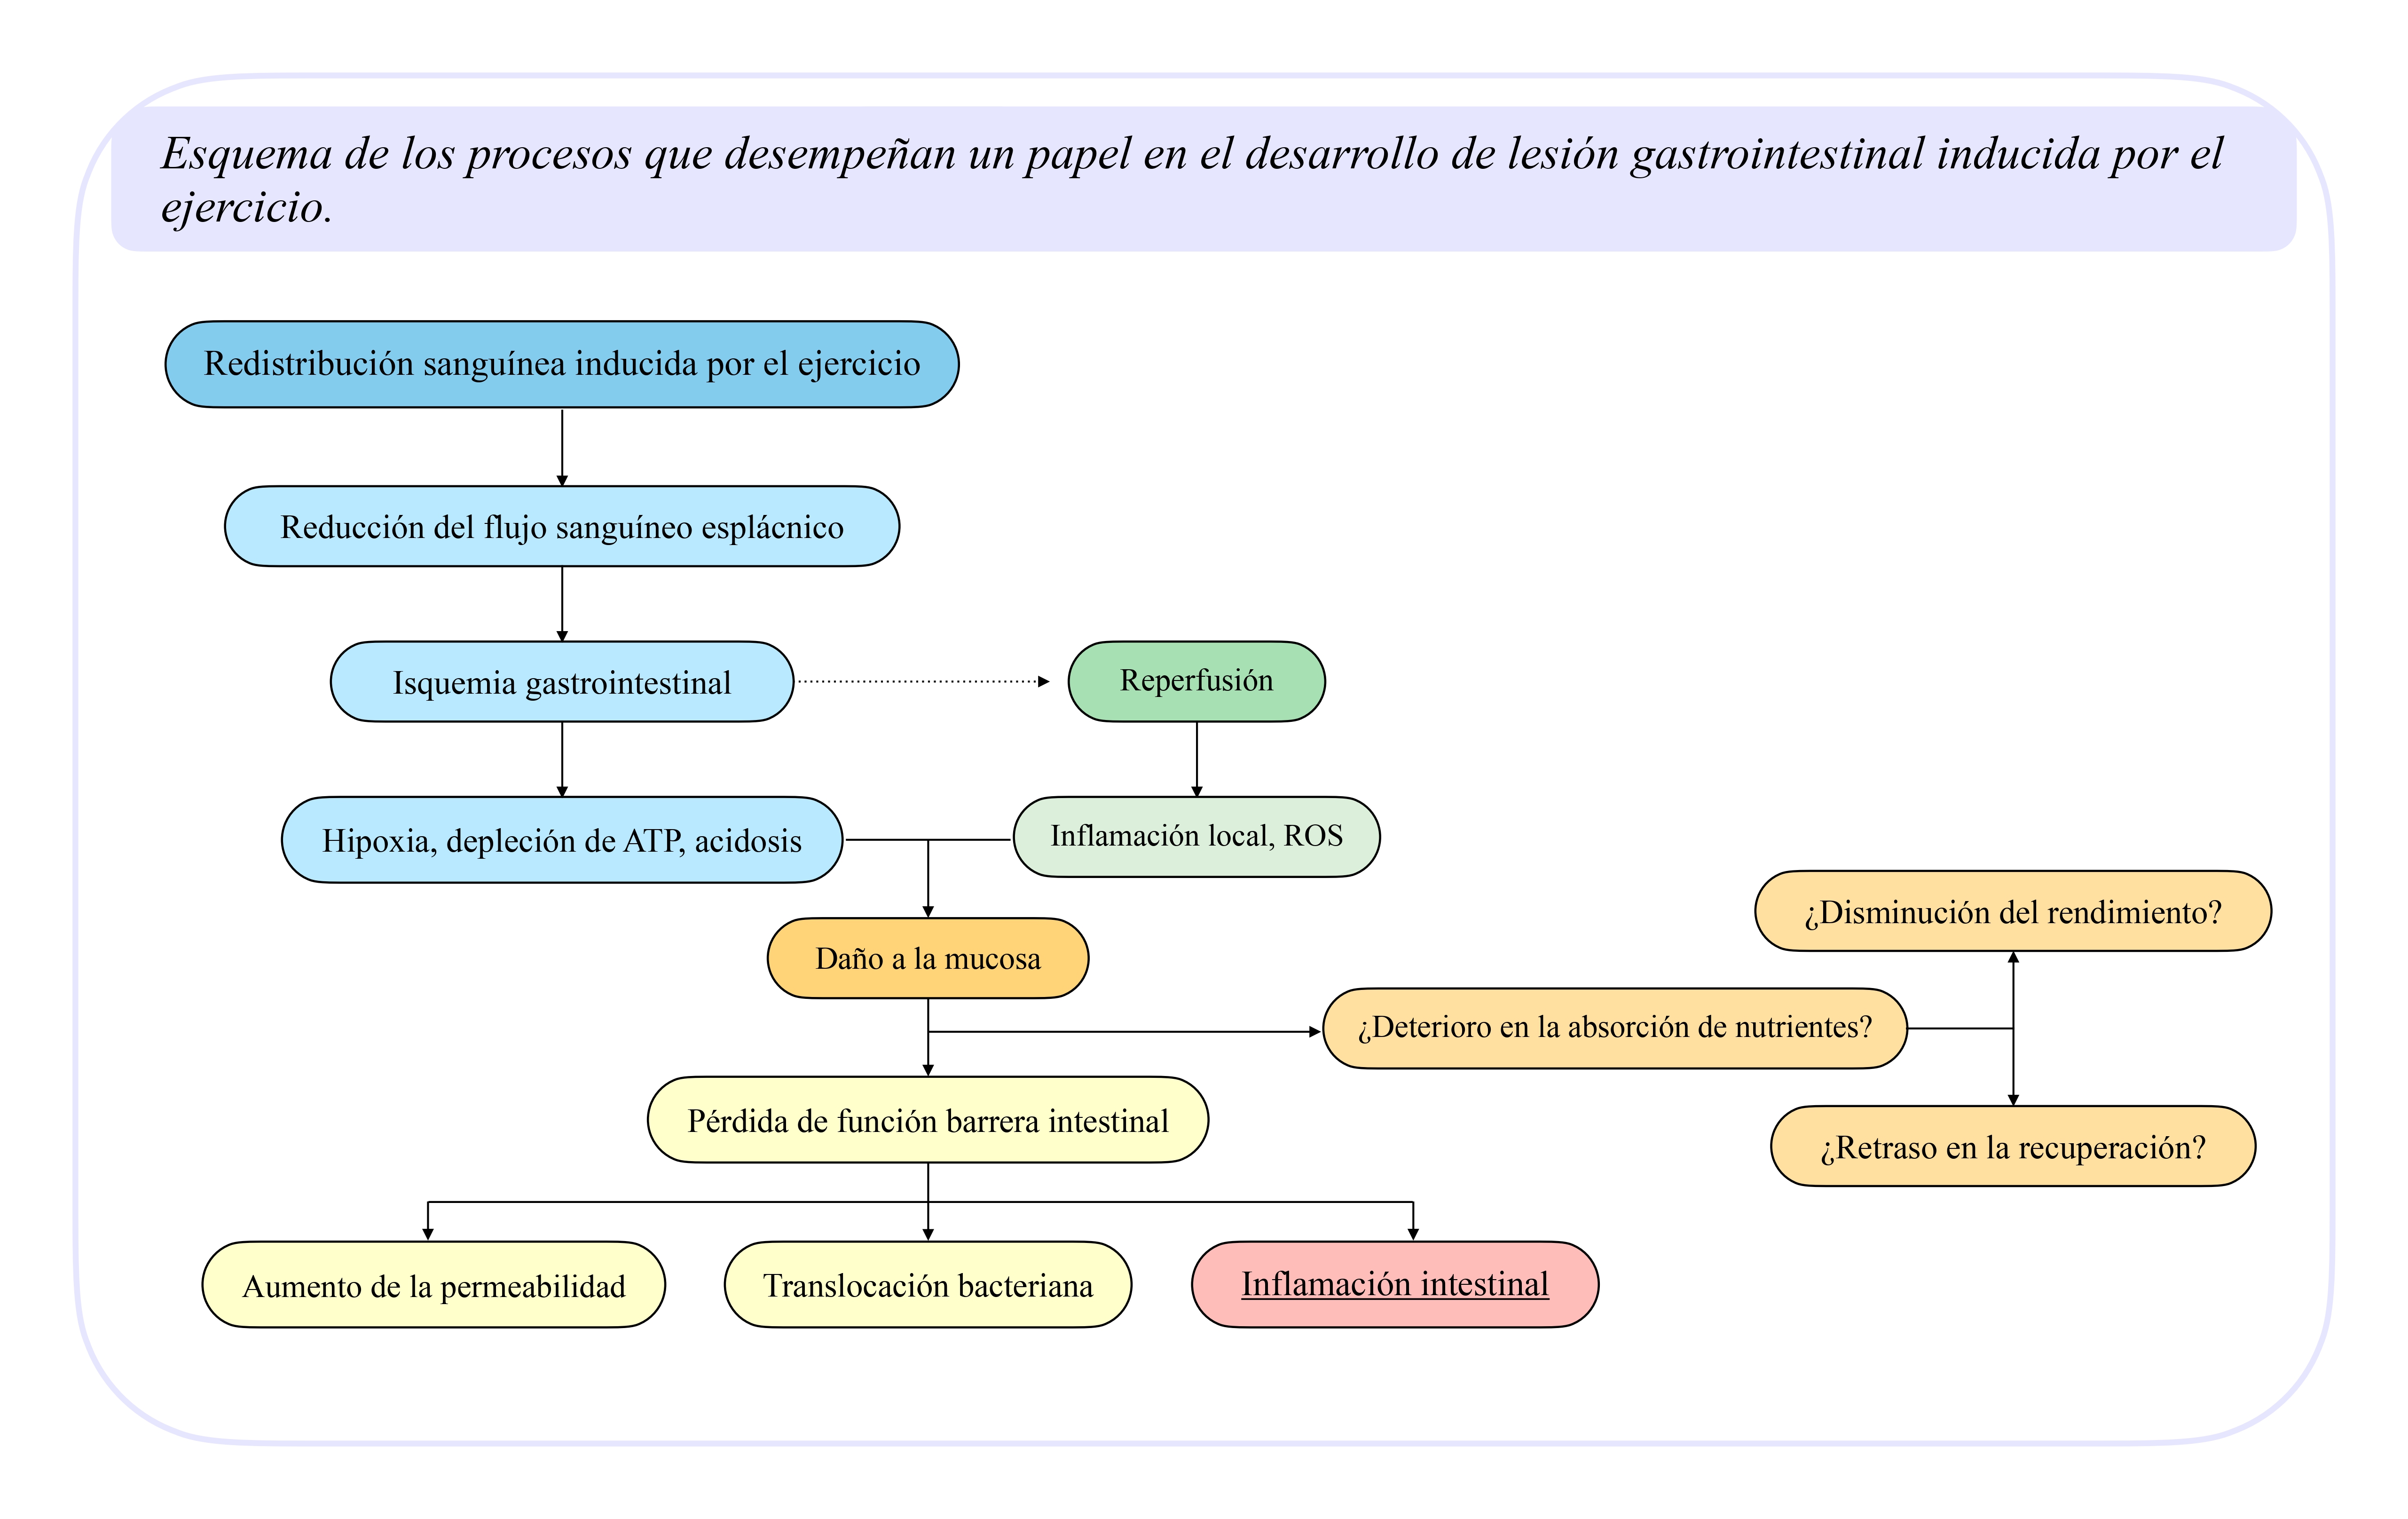 Esquema de los procesos que desempeñan un papel en el desarrollo de lesión gastrointestinal inducida por el
ejercicio.
Redistribución sanguínea inducida por el ejercicio
Reducción del flujo sanguíneo esplácnico
Isquemia gastrointestinal
Reperfusión
Hipoxia, depleción de ATP, acidosis
Inflamación local, ROS
Daño a la mucosa
¿Disminución del rendimiento?
¿Deterioro en la absorción de nutrientes?
¿Retraso en la recuperación?
Pérdida de función barrera intestinal
Aumento de la permeabilidad
Translocación bacteriana
Inflamación intestinal